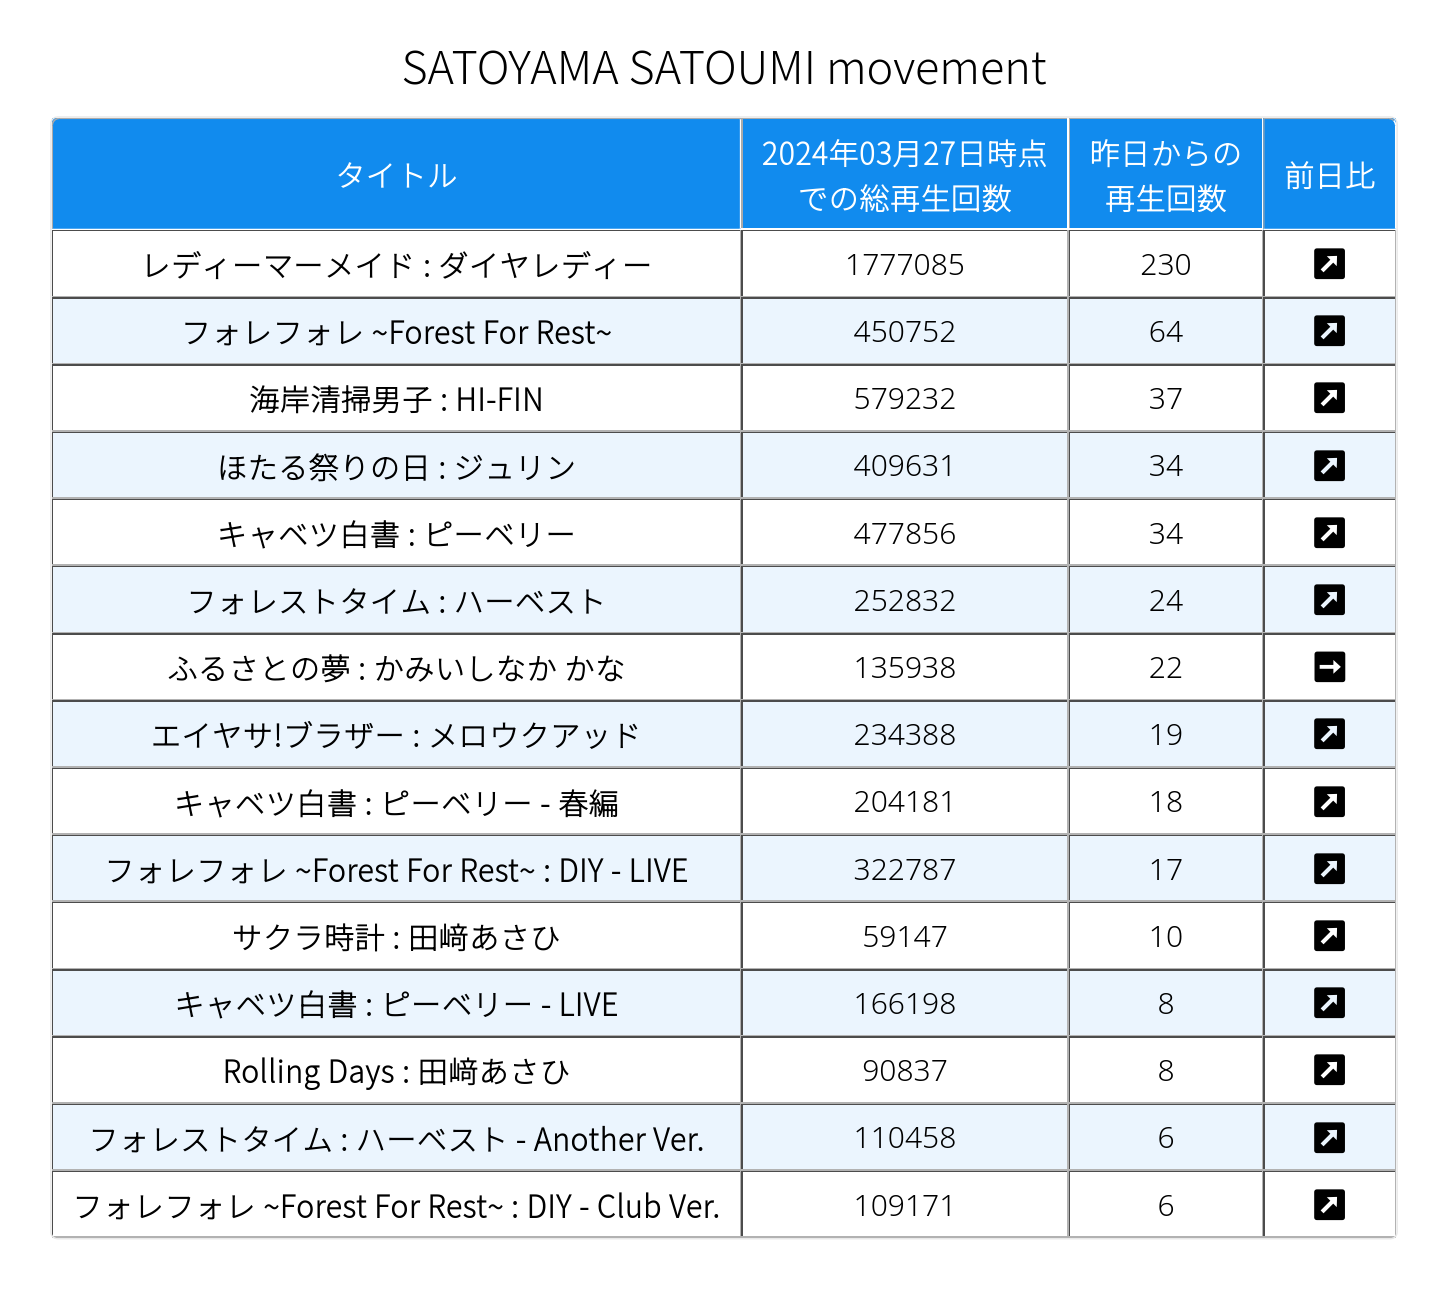 SATOYAMA SATOUMI movement
タイトル 2024年03月27日時点での総再生回数 昨日からの再生回数 前日比
レディーマーメイド : ダイヤレディー 1777085 230 ↗
フォレフォレ ~Forest For Rest~ 450752 64 ↗
海岸清掃男子 : HI-FIN 579232 37 ↗
ほたる祭りの日 : ジュリン 409631 34 ↗
キャベツ白書 : ピーベリー 477856 34 ↗
フォレストタイム : ハーベスト 252832 24 ↗
ふるさとの夢 : かみいしなか かな 135938 22 →
エイヤサ!ブラザー : メロウクアッド 234388 19 ↗
キャベツ白書 : ピーベリー - 春編 204181 18 ↗
フォレフォレ ~Forest For Rest~ : DIY - LIVE 322787 17 ↗
サクラ時計 : 田﨑あさひ 59147 10 ↗
キャベツ白書 : ピーベリー - LIVE 166198 8 ↗
Rolling Days : 田﨑あさひ 90837 8 ↗
フォレストタイム : ハーベスト - Another Ver. 110458 6 ↗
フォレフォレ ~Forest For Rest~ : DIY - Club Ver. 109171 6 ↗